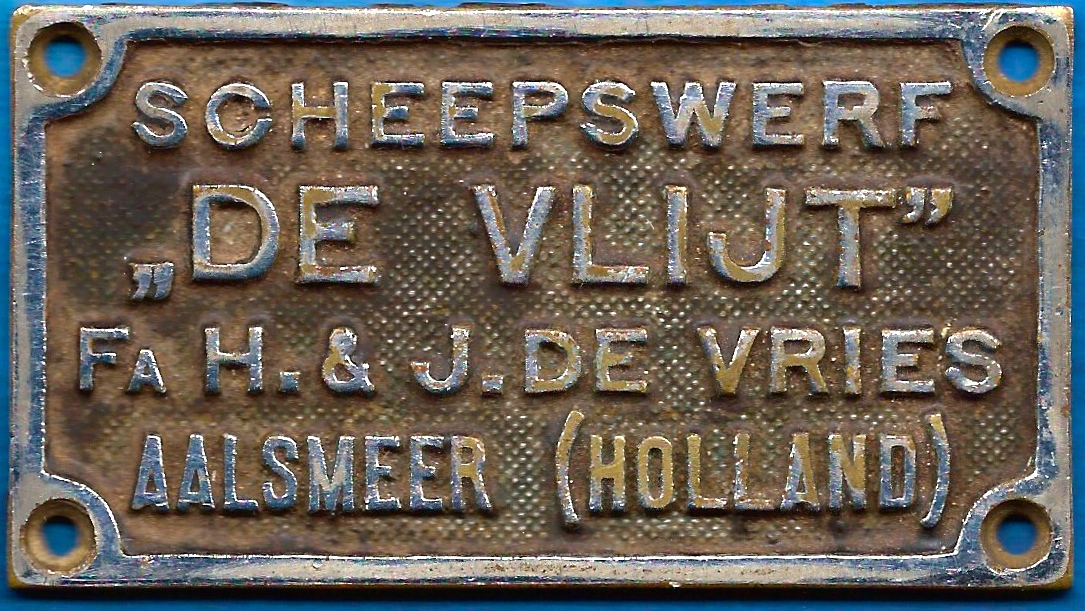 SCHEEPSWERF
„DE VLIJT”
FA H. & J. DE VRIES
AALSMEER (HOLLAND)